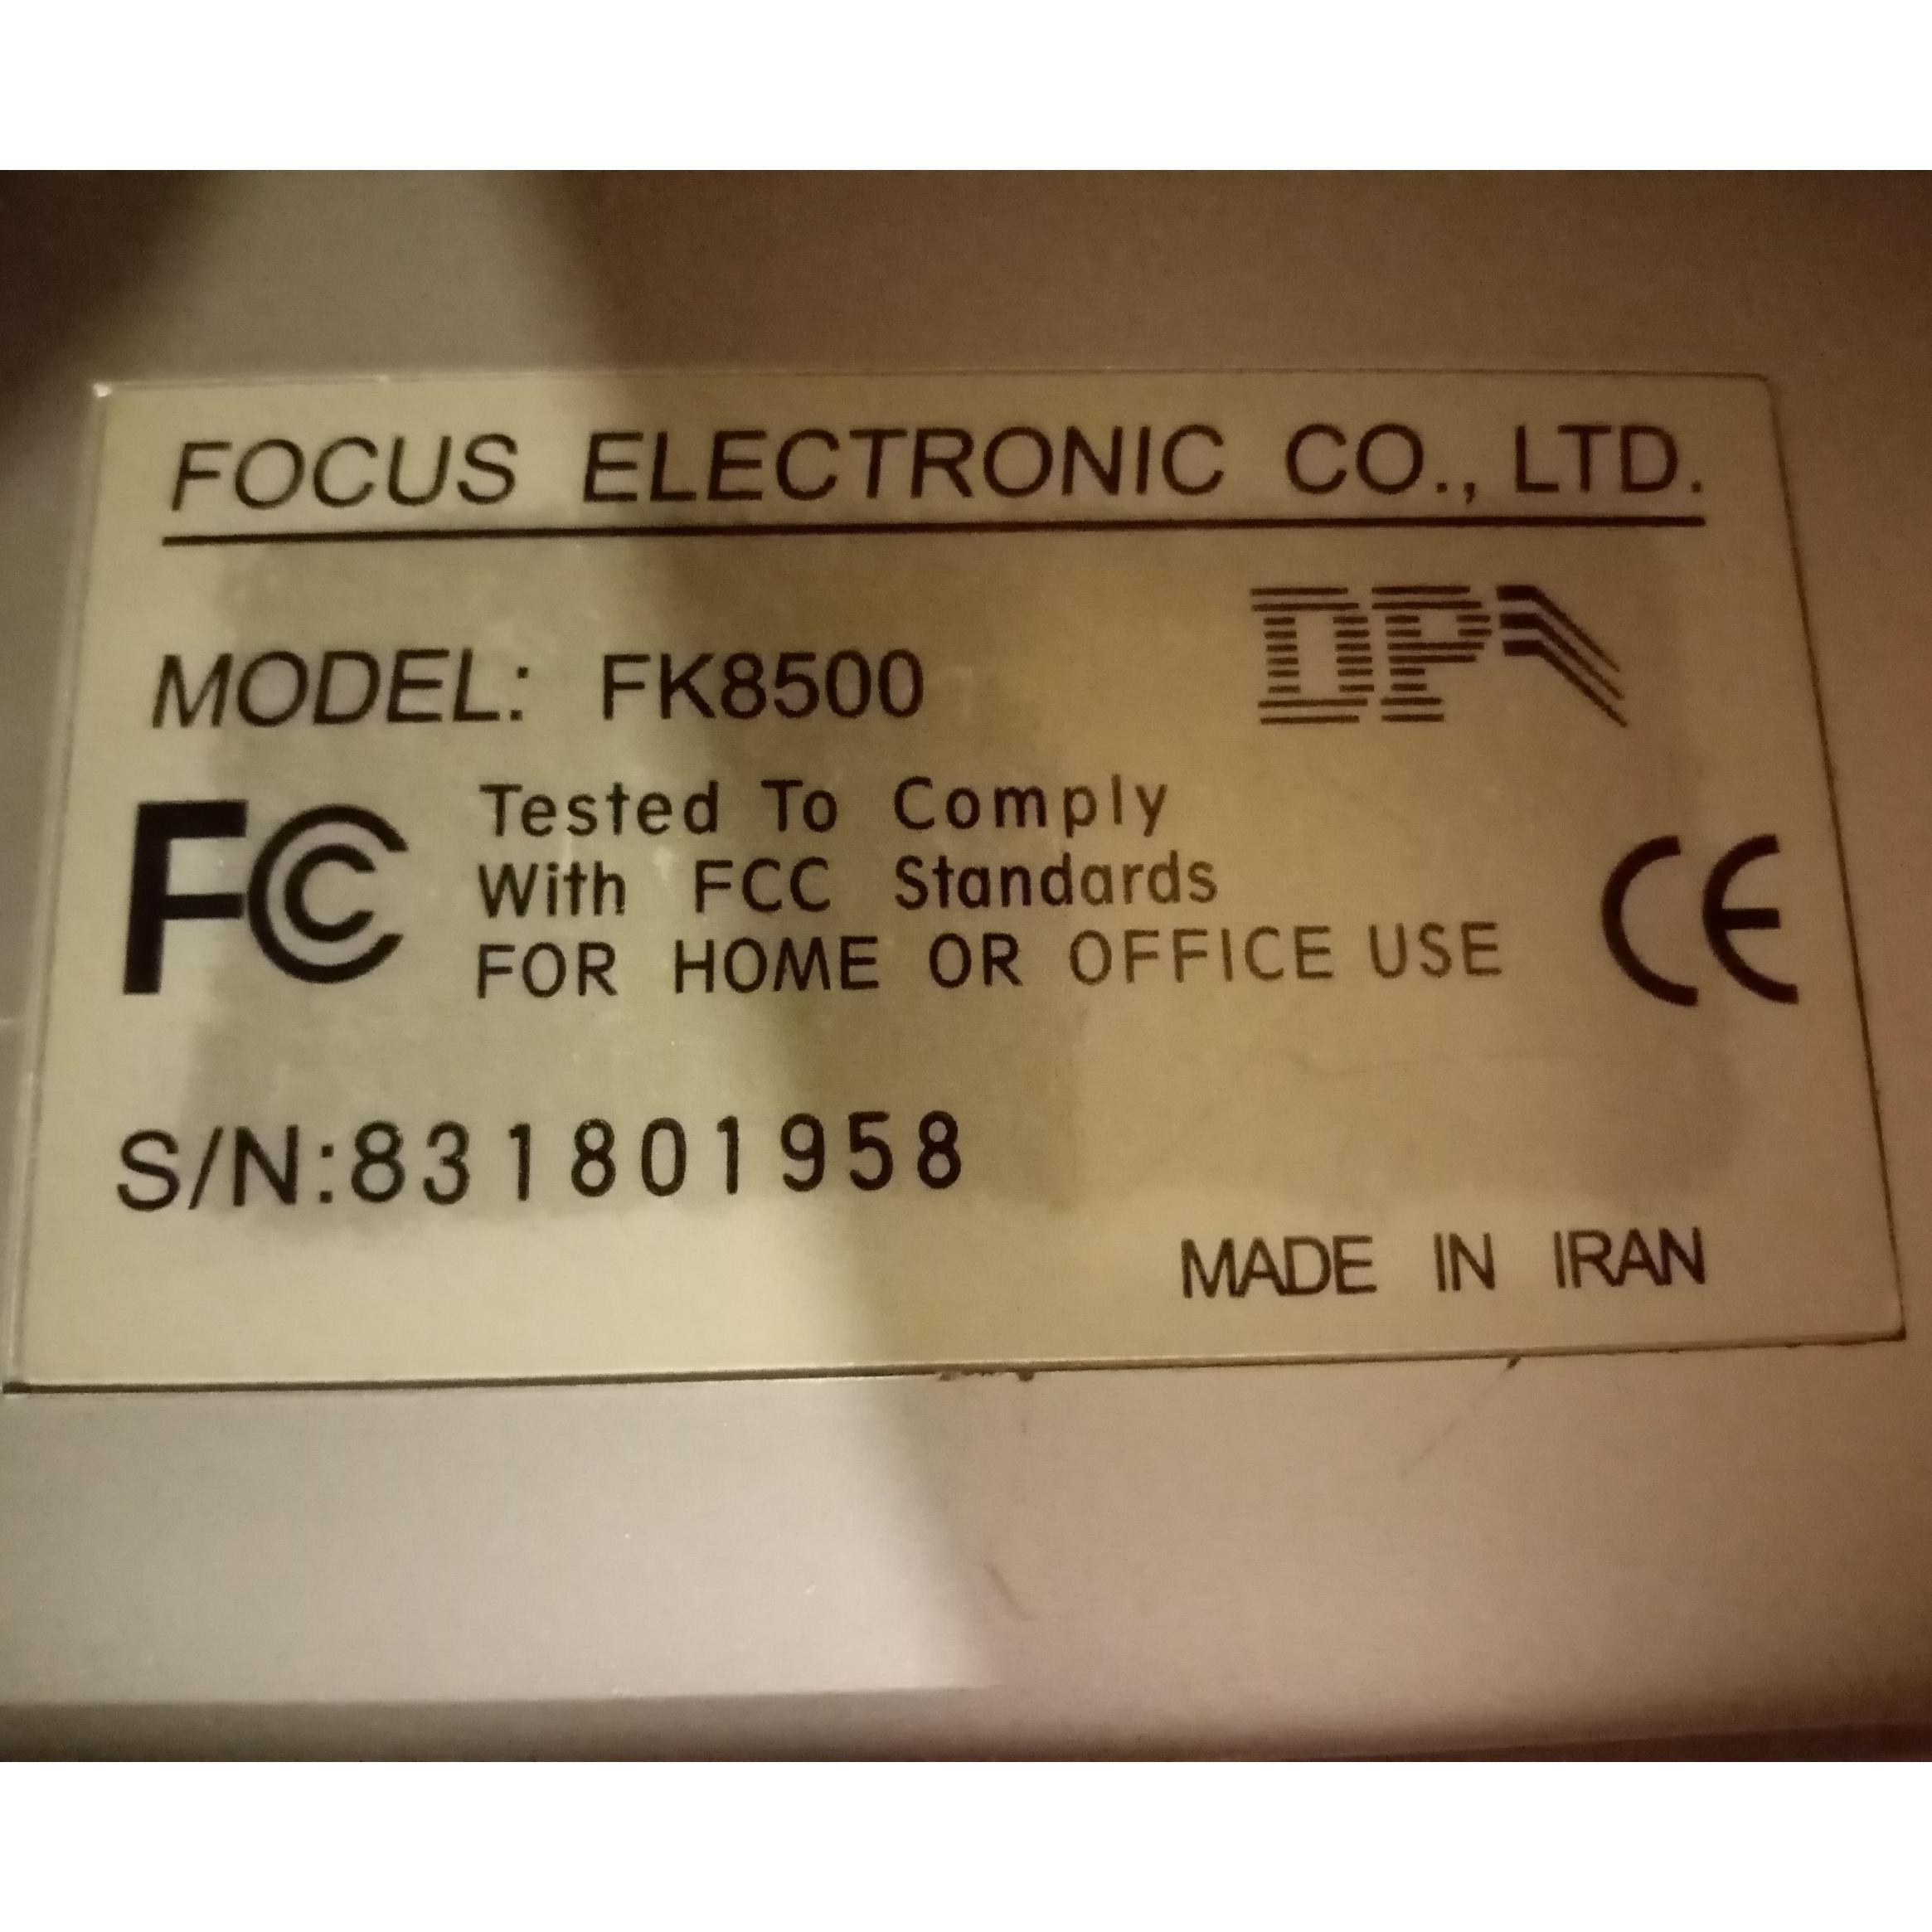 FOCUS ELECTRONIC CO., LTD.
MODEL: FK8500
DPI
FC Tested To Comply
With FCC Standards
FOR HOME OR OFFICE USE
CE
S/N:831801958
MADE IN IRAN